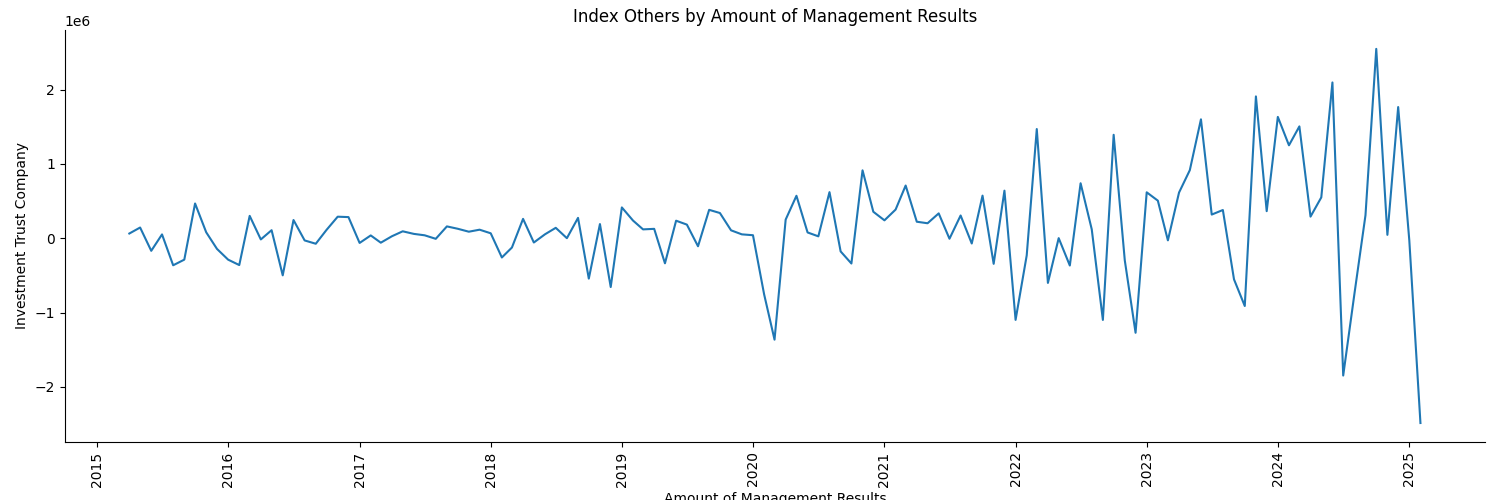 Index Others by Amount of Management Results
1e6
2
1
0
−1
−2
Investment Trust Company
2015 2016 2017 2018 2019 2020 2021 2022 2023 2024 2025
Amount of Management Results